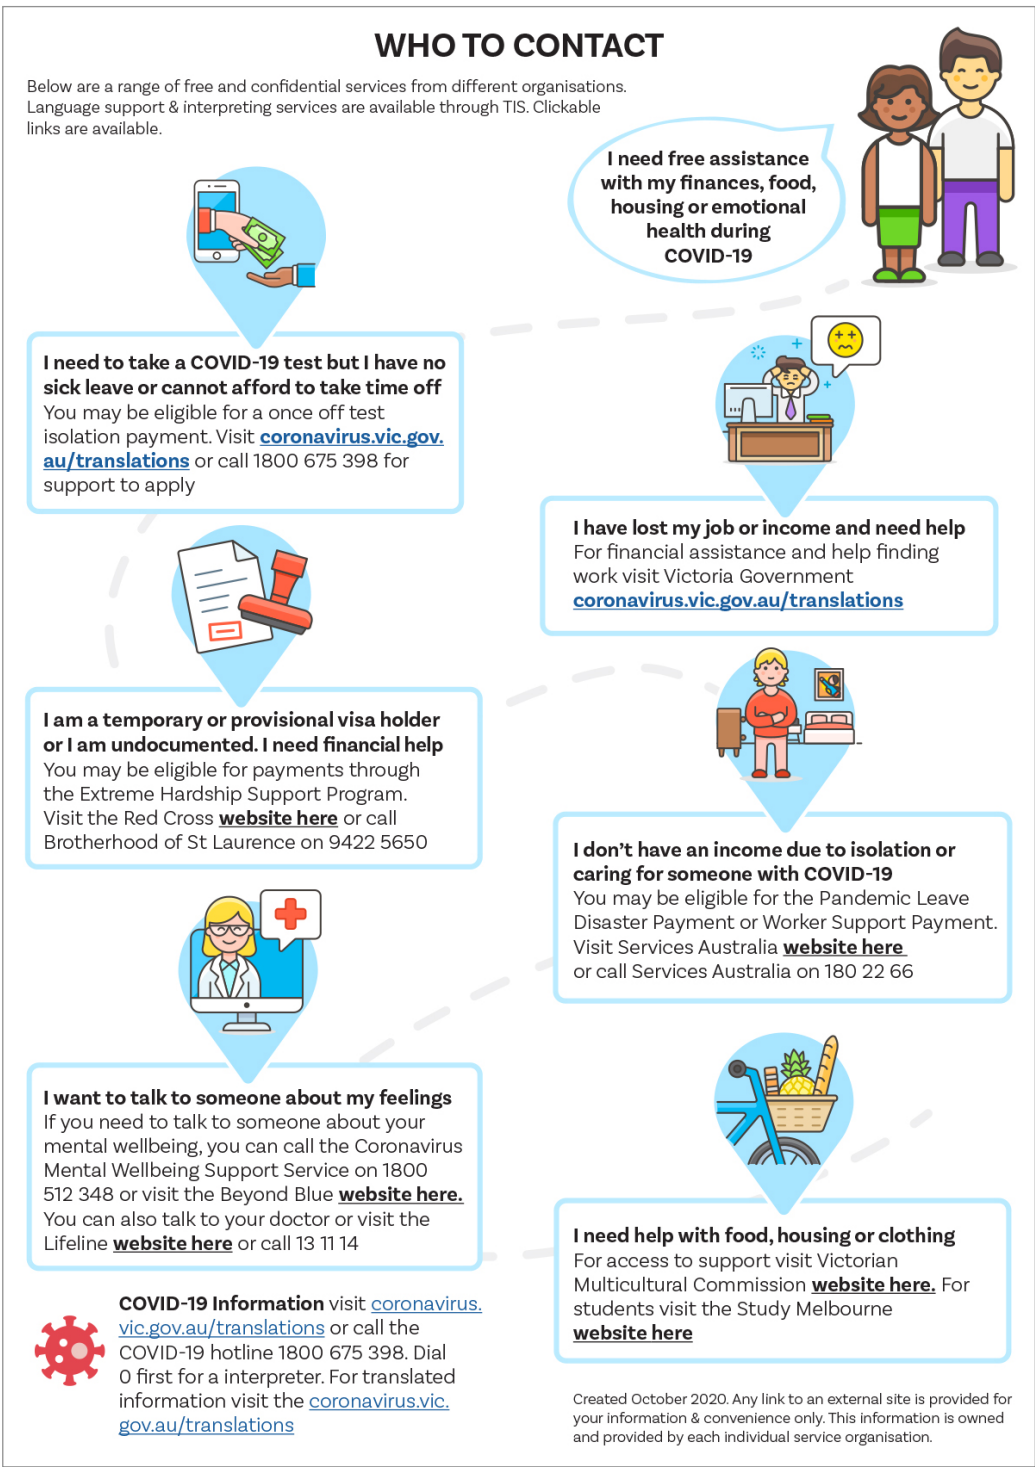 WHO TO CONTACT
Below are a range of free and confidential services from different organisations.
Language support & interpreting services are available through TIS. Clickable
links are available.
I need free assistance
with my finances, food,
housing or emotional
health during
COVID-19
I need to take a COVID-19 test but I have no
sick leave or cannot afford to take time off
You may be eligible for a once off test
isolation payment. Visit coronavirus.vic.gov.
au/translations or call 1800 675 398 for
support to apply
I have lost my job or income and need help
For financial assistance and help finding
work visit Victoria Government
coronavirus.vic.gov.au/translations
I am a temporary or provisional visa holder
or I am undocumented. I need financial help
You may be eligible for payments through
the Extreme Hardship Support Program.
Visit the Red Cross website here or call
Brotherhood of St Laurence on 9422 5650
I don't have an income due to isolation or
caring for someone with COVID-19
You may be eligible for the Pandemic Leave
Disaster Payment or Worker Support Payment.
Visit Services Australia website here
or call Services Australia on 180 22 66
I want to talk to someone about my feelings
If you need to talk to someone about your
mental wellbeing, you can call the Coronavirus
Mental Wellbeing Support Service on 1800
512 348 or visit the Beyond Blue website here.
You can also talk to your doctor or visit the
Lifeline website here or call 13 11 14
I need help with food, housing or clothing
For access to support visit Victorian
Multicultural Commission website here. For
students visit the Study Melbourne
website here
COVID-19 Information visit coronavirus.
vic.gov.au/translations or call the
COVID-19 hotline 1800 675 398. Dial
0 first for a interpreter. For translated
information visit the coronavirus.vic.
gov.au/translations
Created October 2020. Any link to an external site is provided for
your information & convenience only. This information is owned
and provided by each individual service organisation.